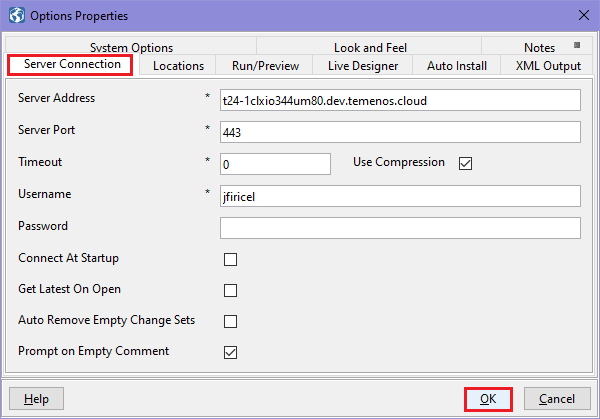 Options Properties
System Options Look and Feel Notes
Server Connection Locations Run/Preview Live Designer Auto Install XML Output
Server Address * t24-1clxio344um80.dev.temenos.cloud
Server Port * 443
Timeout * 0 Use Compression
Username * jfiricel
Password
Connect At Startup
Get Latest On Open
Auto Remove Empty Change Sets
Prompt on Empty Comment
Help OK Cancel